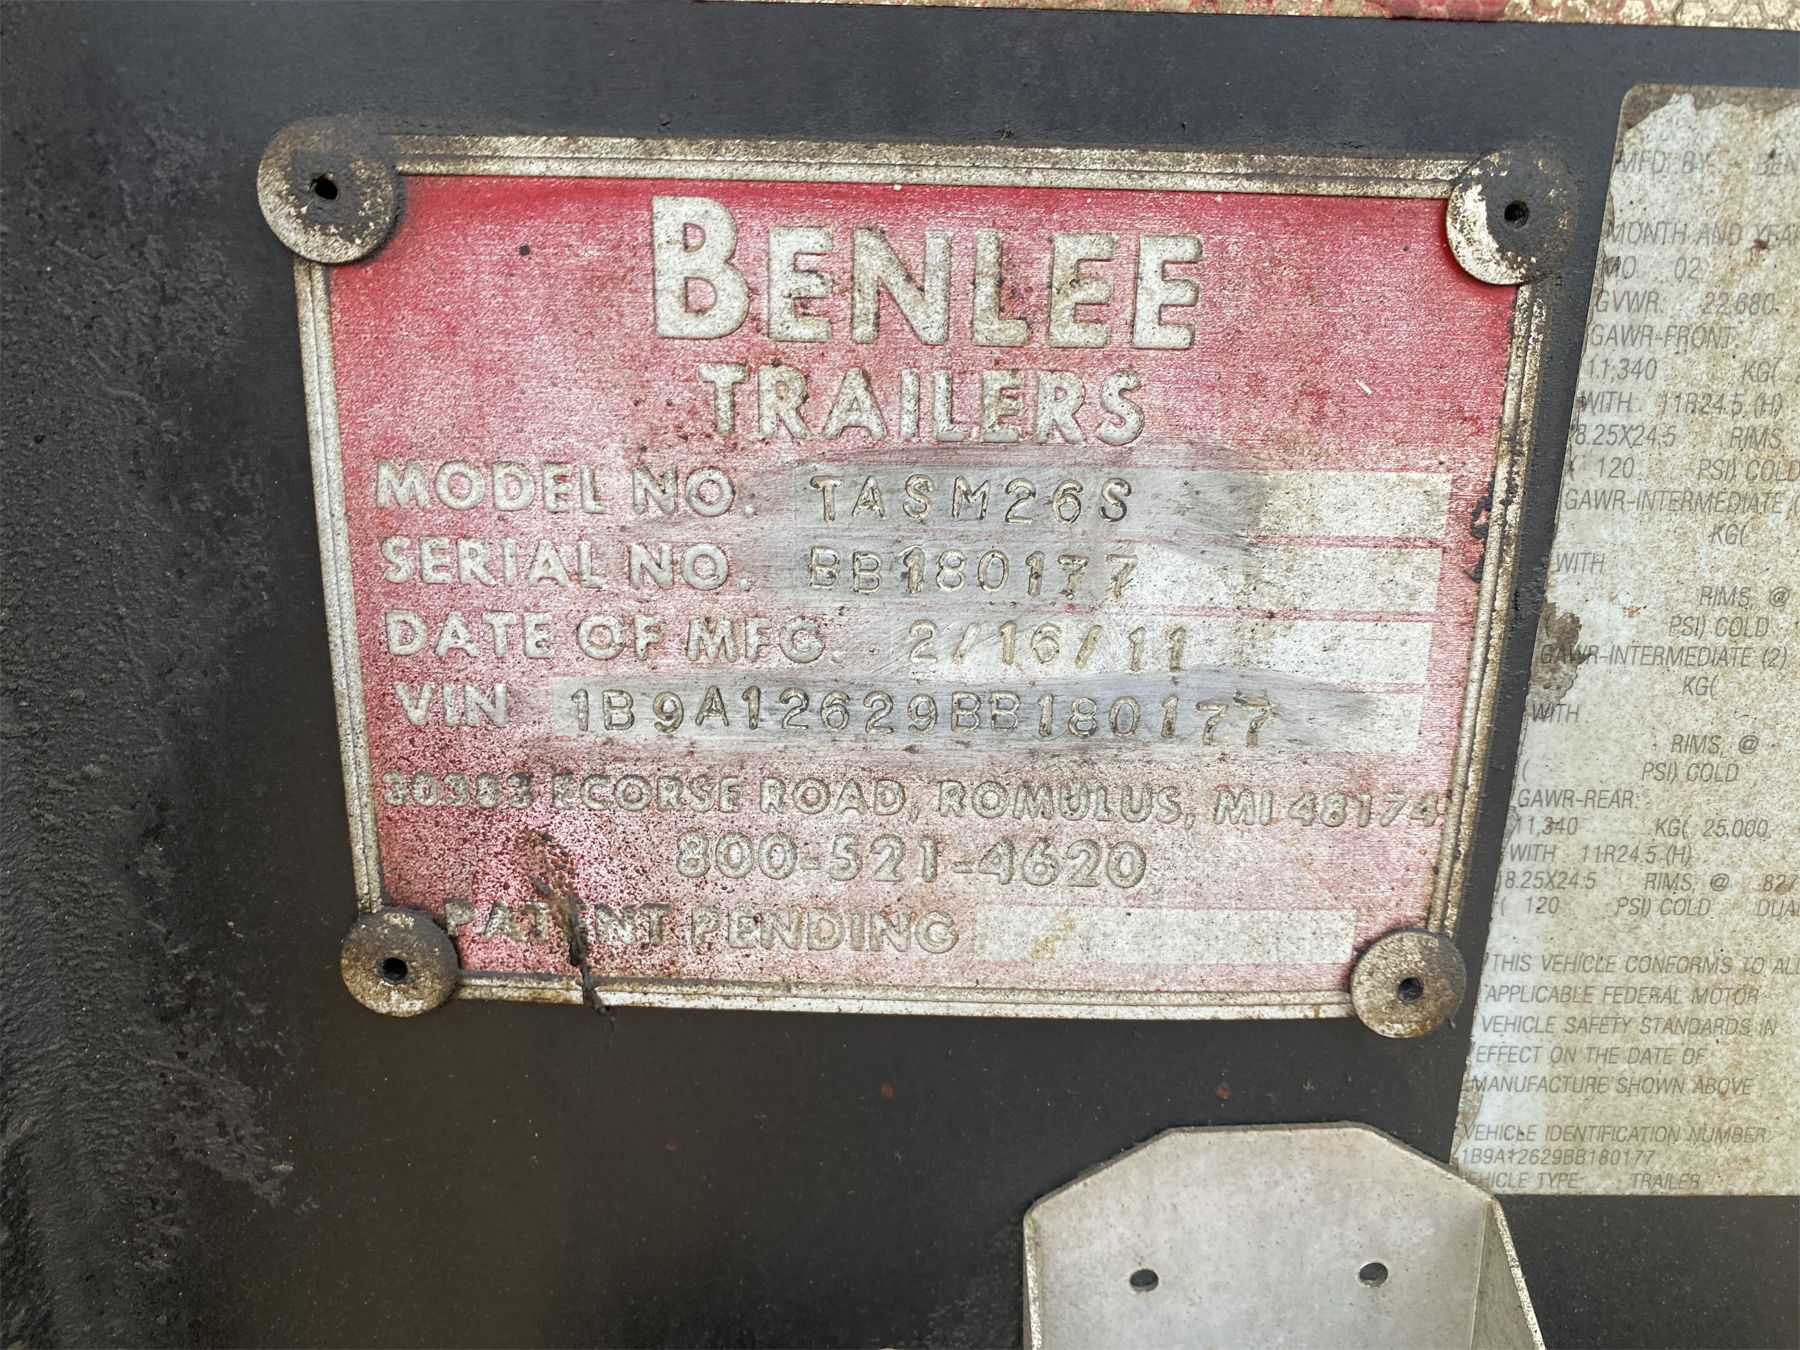 BENLEE
TRAILERS
MODEL NO. TASM26S
SERIAL NO. BB180177
DATE OF MFG. 2/16/11
VIN 1B9A12629BB180177
30383 ECORSE ROAD, ROMULUS, MI 48174
800-521-4620
PATENT PENDING
MFD. BY
MONTH AND
MO. 02
GVWR. 22,680
GAWR-FRONT:
11,340 KG(
WITH 11R24.5 (H)
8.25X24.5 RIMS,
120 PSI) COLD
GAWR-INTERMEDIATE
KG(
WITH
RIMS, @
PSI) COLD
GAWR-INTERMEDIATE (2)
KG(
WITH
RIMS, @
( PSI) COLD
GAWR-REAR:
11,340 KG( 25,000
WITH 11R24.5 (H)
8.25X24.5 RIMS, @ 827
( 120 PSI) COLD
THIS VEHICLE CONFORMS TO
APPLICABLE FEDERAL MOTOR
VEHICLE SAFETY STANDARDS IN
EFFECT ON THE DATE OF
MANUFACTURE SHOWN ABOVE
VEHICLE IDENTIFICATION NUMBER
1B9A12629BB180177
VEHICLE TYPE TRAILER